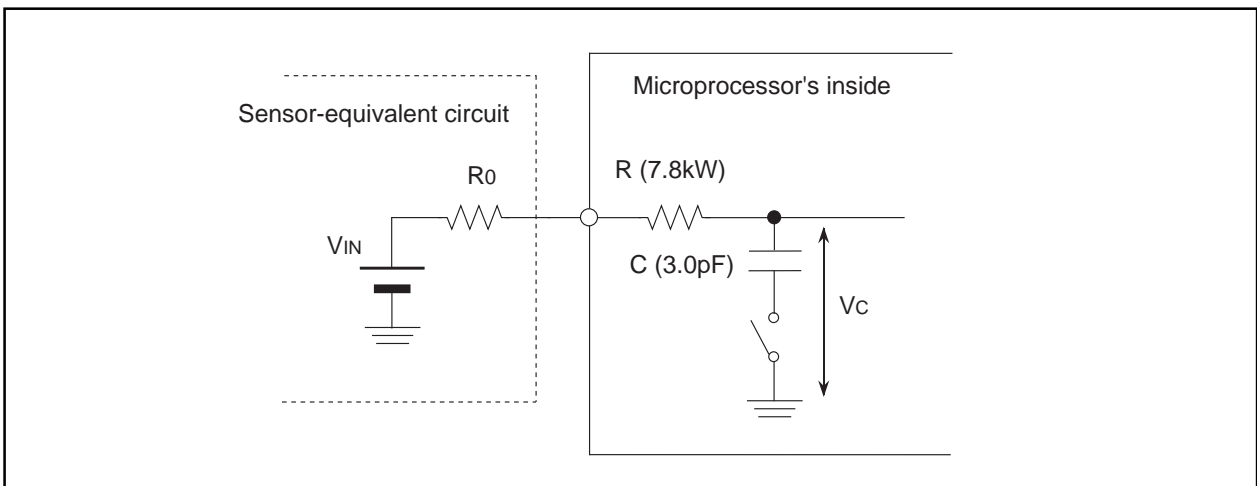 Microprocessor's inside
Sensor-equivalent circuit
R0
R (7.8kW)
VIN
C (3.0pF)
VC